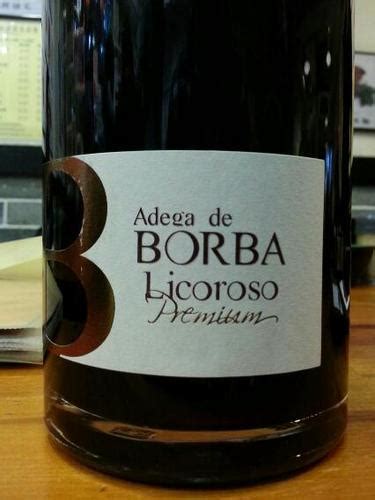 B
Adega de
BORBA
Licoroso
Premium